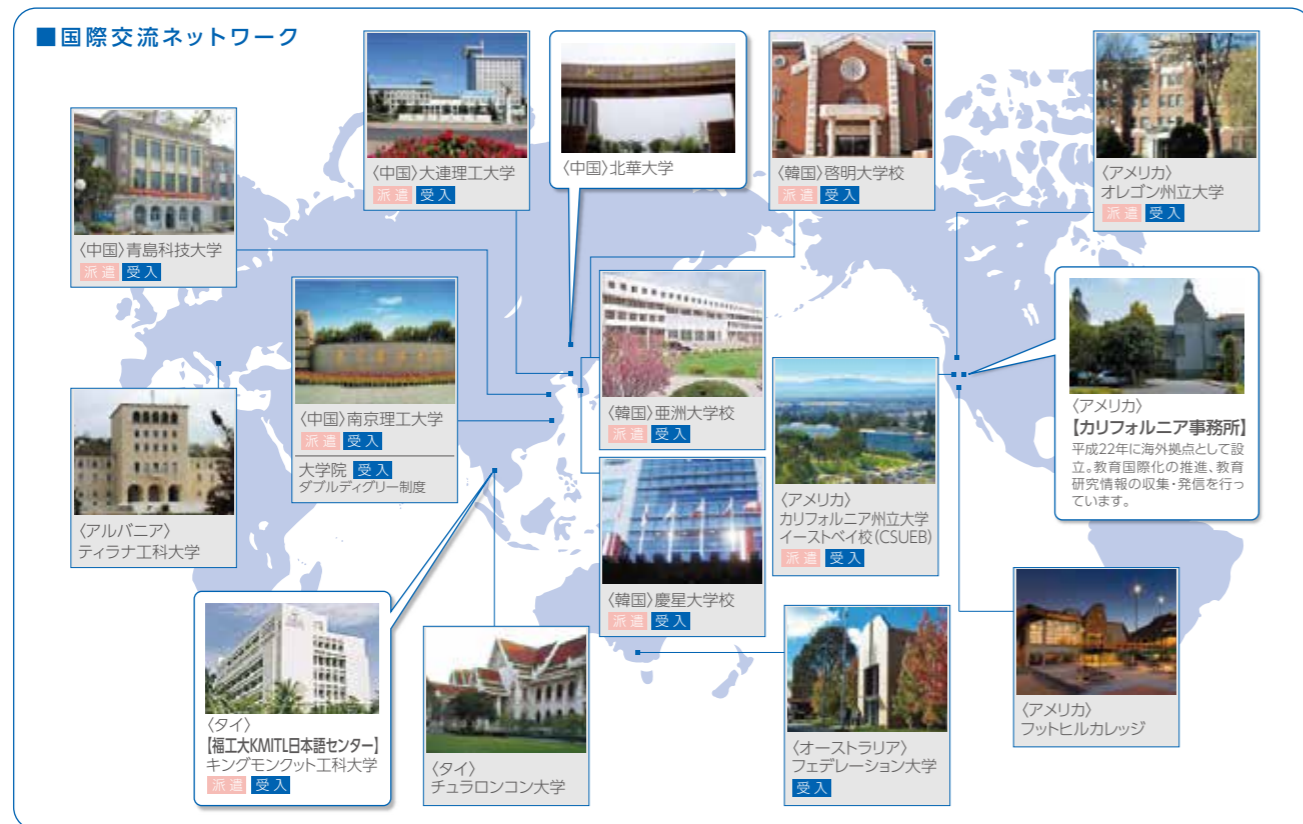 ■国際交流ネットワーク
〈中国〉大連理工大学
派遣 受入
〈中国〉北華大学
〈韓国〉啓明大学校
派遣 受入
〈アメリカ〉
オレゴン州立大学
派遣 受入
〈中国〉青島科技大学
派遣 受入
〈中国〉南京理工大学
派遣 受入
大学院 受入
ダブルディグリー制度
〈韓国〉亜洲大学校
派遣 受入
〈アメリカ〉
【カリフォルニア事務所】
平成22年に海外拠点として設
立。教育国際化の推進、教育
研究情報の収集・発信を行っ
ています。
〈アルバニア〉
ティラナ工科大学
〈韓国〉慶星大学校
派遣 受入
〈アメリカ〉
カリフォルニア州立大学
イーストベイ校(CSUEB)
派遣 受入
〈タイ〉
【福工大KMITL日本語センター】
キングモンクット工科大学
派遣 受入
〈タイ〉
チュラロンコン大学
〈オーストラリア〉
フェデレーション大学
受入
〈アメリカ〉
フットヒルカレッジ